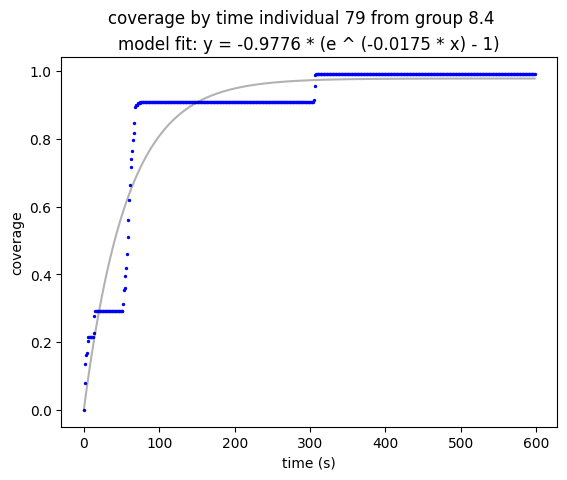 coverage by time individual 79 from group 8.4
model fit: y = -0.9776 * (e ^ (-0.0175 * x) - 1)
1.0
0.8
0.6
0.4
0.2
0.0
coverage
0 100 200 300 400 500 600
time (s)